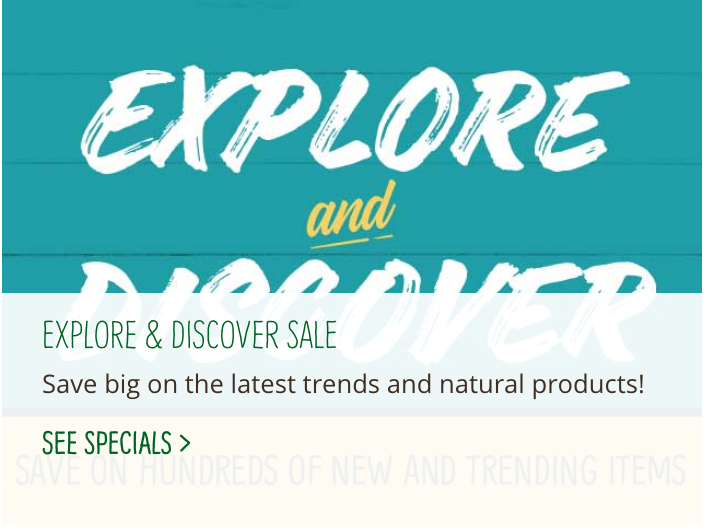 EXPLORE
and
DISCOVER
EXPLORE & DISCOVER SALE
Save big on the latest trends and natural products!
SEE SPECIALS >
SAVE ON HUNDREDS OF NEW AND TRENDING ITEMS